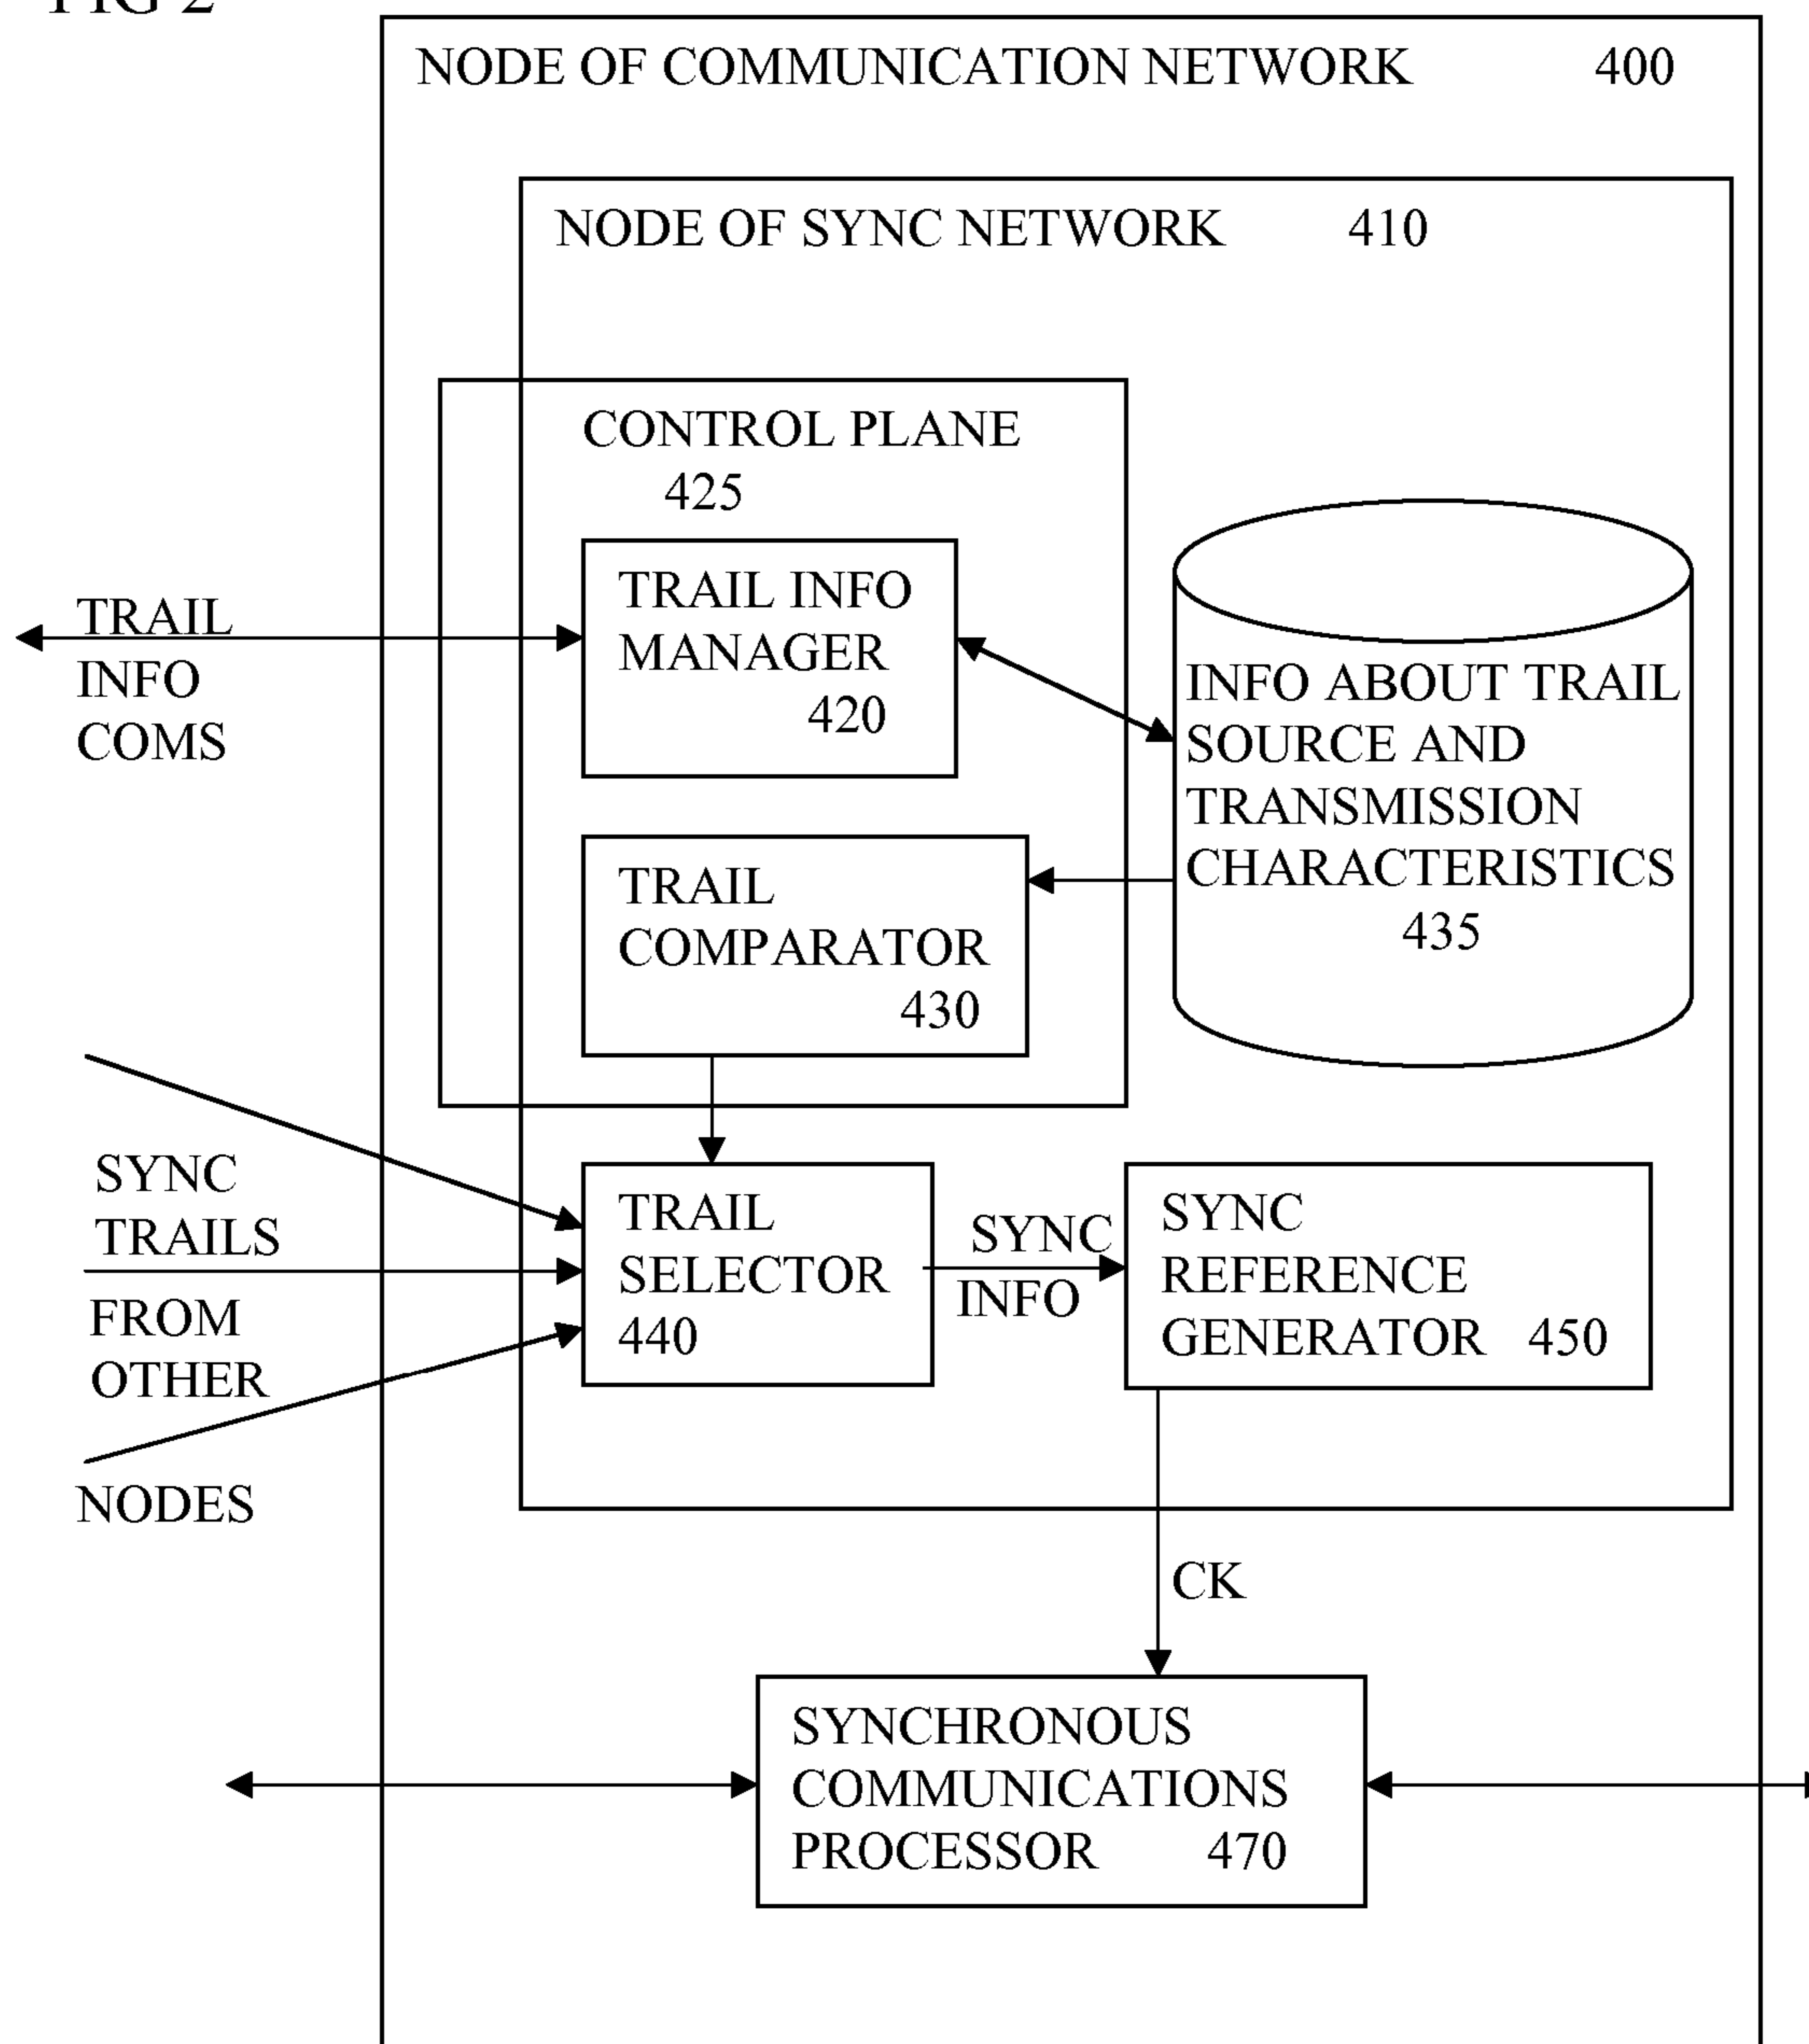 FIG 2
NODE OF COMMUNICATION NETWORK 400
NODE OF SYNC NETWORK 410
CONTROL PLANE
425
TRAIL INFO
MANAGER
420
TRAIL
INFO
COMS
INFO ABOUT TRAIL
SOURCE AND
TRANSMISSION
CHARACTERISTICS
435
TRAIL
COMPARATOR
430
SYNC
TRAILS
FROM
OTHER
NODES
TRAIL
SELECTOR
440
SYNC
INFO
SYNC
REFERENCE
GENERATOR 450
CK
SYNCHRONOUS
COMMUNICATIONS
PROCESSOR 470